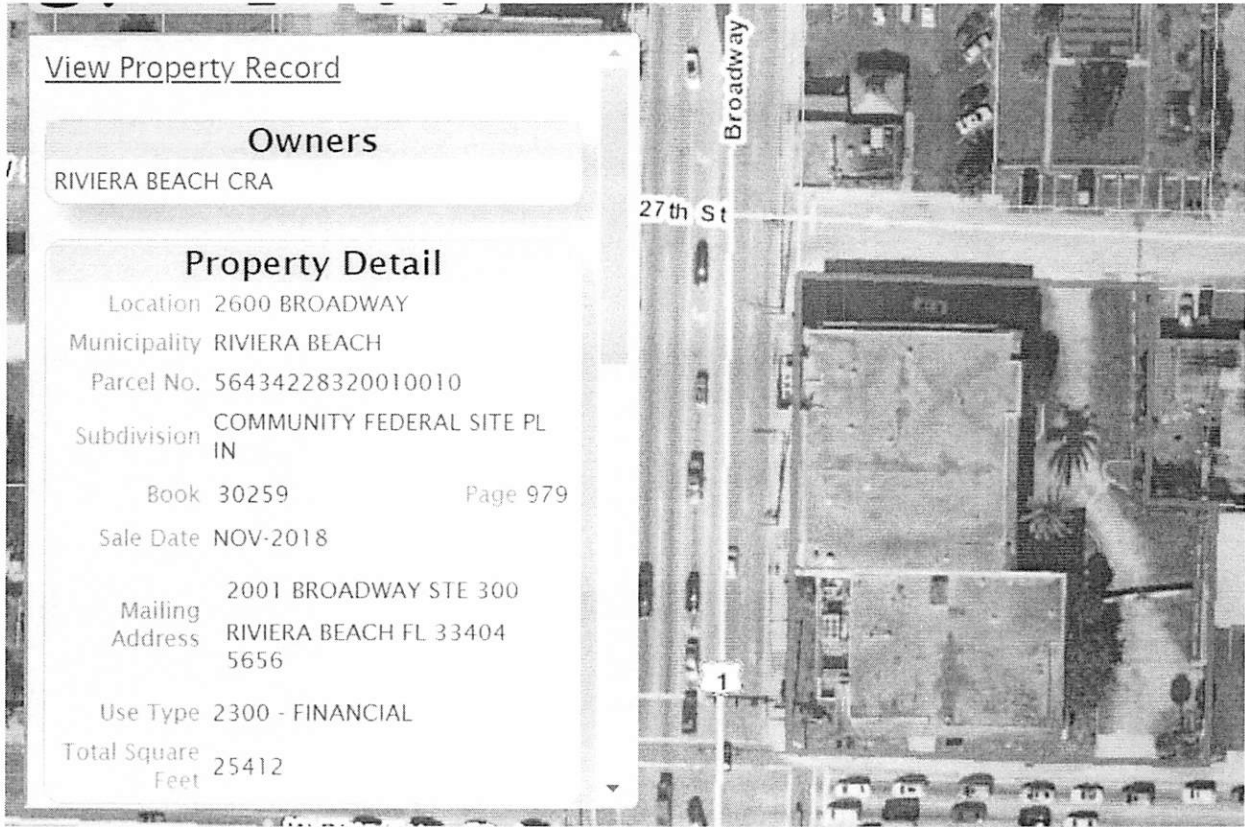 View Property Record
Owners
RIVIERA BEACH CRA
Property Detail
Location 2600 BROADWAY
Municipality RIVIERA BEACH
Parcel No. 56434228320010010
Subdivision COMMUNITY FEDERAL SITE PL
IN
Book 30259 Page 979
Sale Date NOV-2018
Mailing
Address
2001 BROADWAY STE 300
RIVIERA BEACH FL 33404
5656
Use Type 2300 - FINANCIAL
Total Square
Feet
25412
Broadway
27th St
1